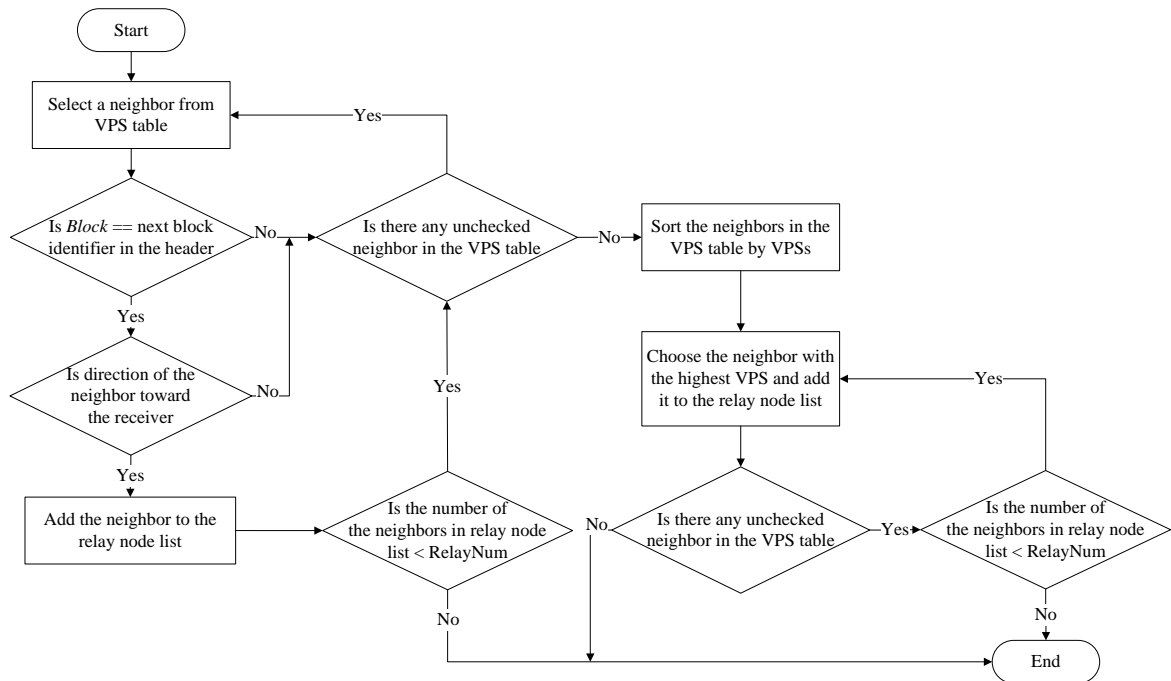 Start
Select a neighbor from
VPS table
Yes
Is Block == next block
identifier in the header
No
Is there any unchecked
neighbor in the VPS table
No
Sort the neighbors in the
VPS table by VPSs
Yes
Is direction of the
neighbor toward
the receiver
No
Yes
Choose the neighbor with
the highest VPS and add
it to the relay node list
Yes
Yes
Add the neighbor to the
relay node list
Is the number of
the neighbors in relay node
list < RelayNum
No
Is there any unchecked
neighbor in the VPS table
Yes
Is the number of
the neighbors in relay node
list < RelayNum
No
No
End